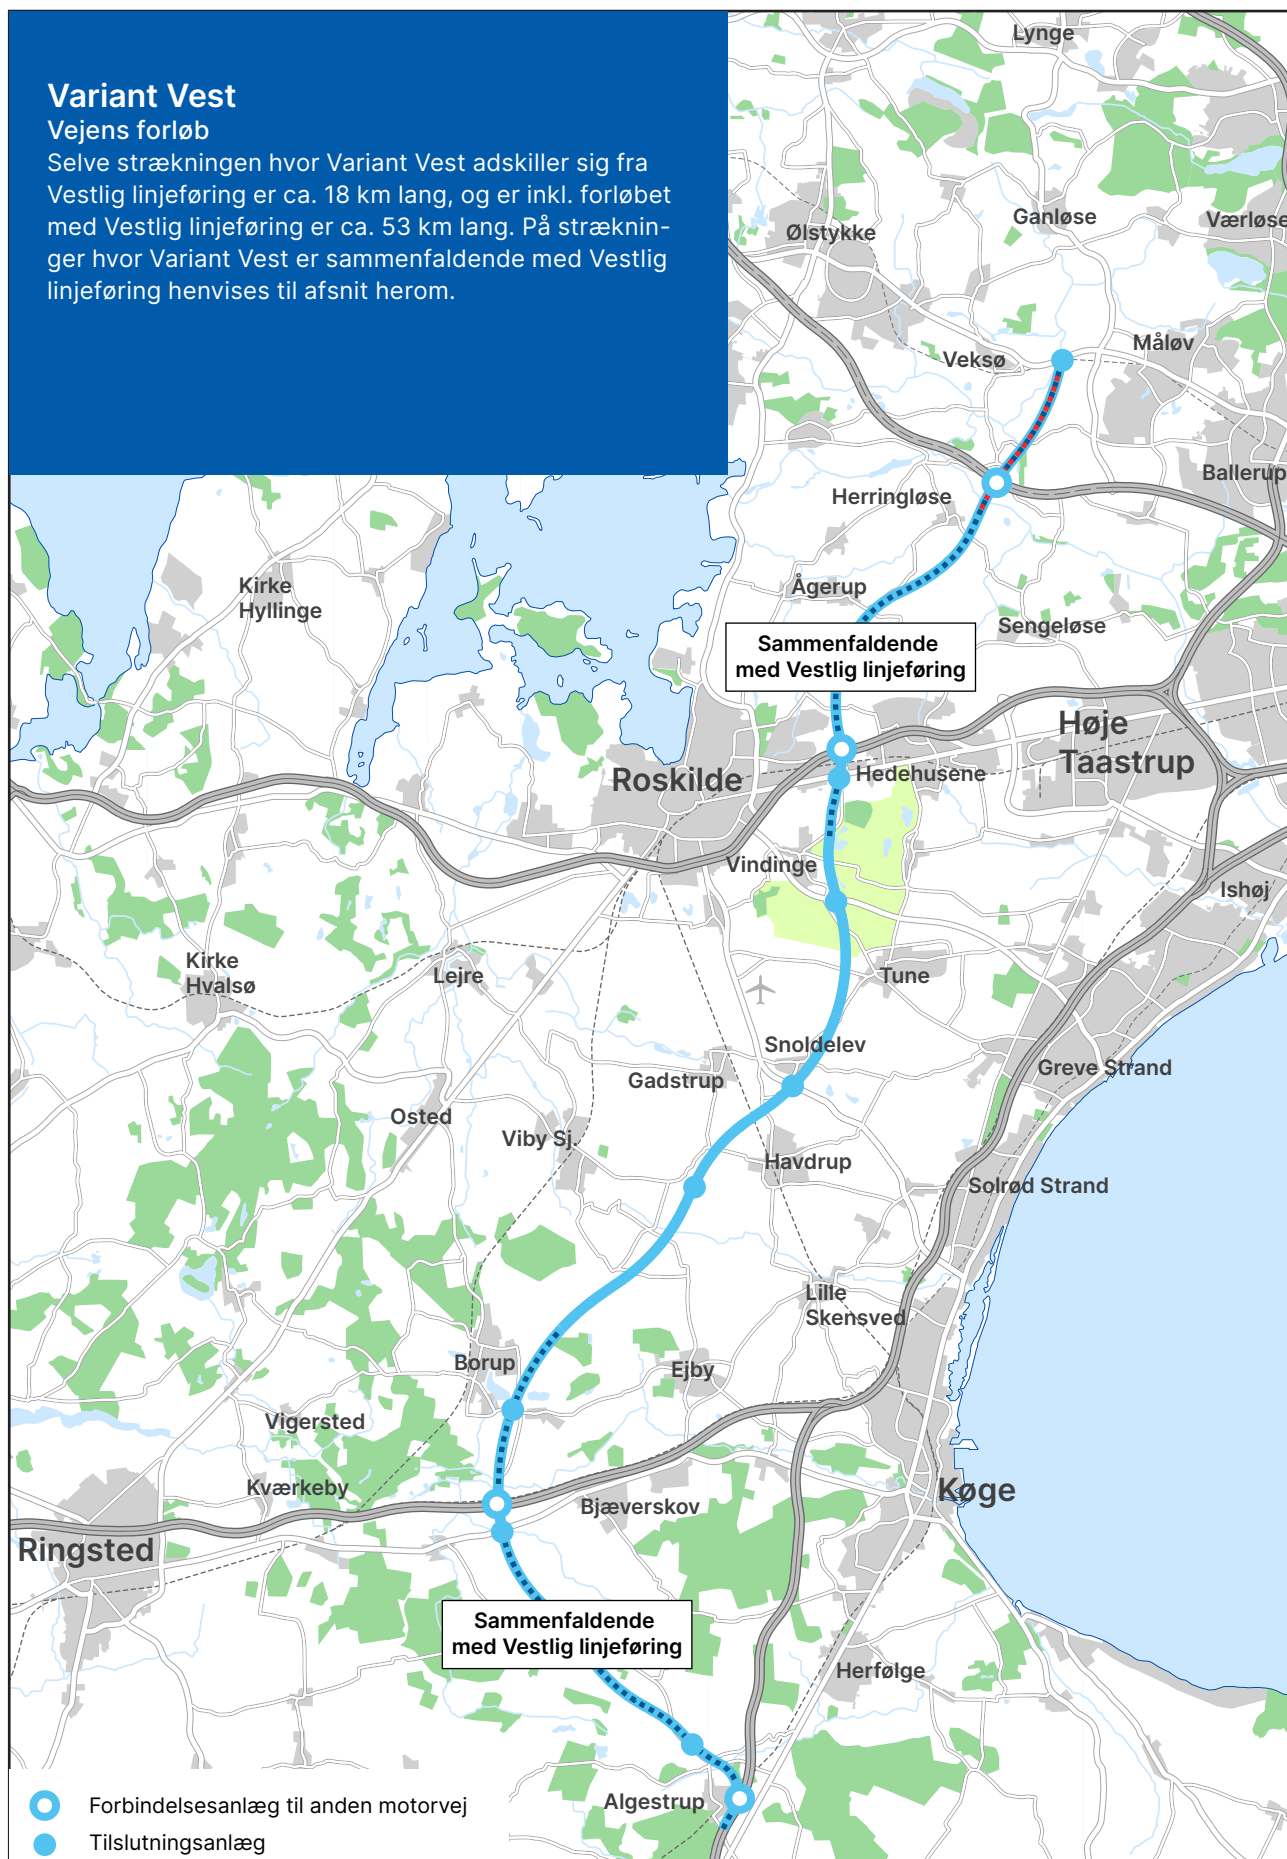 Variant Vest
Vejens forløb
Selve strækningen hvor Variant Vest adskiller sig fra
Vestlig linjeføring er ca. 18 km lang, og er inkl. forløbet
med Vestlig linjeføring er ca. 53 km lang. På stræknin-
ger hvor Variant Vest er sammenfaldende med Vestlig
linjeføring henvises til afsnit herom.
Lynge
Ganløse
Værløse
Ølstykke
Måløv
Veksø
Ballerup
Herringløse
Kirke
Hyllinge
Ågerup
Sengeløse
Sammenfaldende
med Vestlig linjeføring
Høje
Taastrup
Roskilde
Hedehusene
Vindinge
Ishøj
Kirke
Hvalsø
Lejre
Tune
Snoldelev
Gadstrup
Greve Strand
Osted
Viby Sj.
Havdrup
Solrød Strand
Lille
Skensved
Borup
Ejby
Vigersted
Kværkeby
Bjæverskov
Køge
Ringsted
Sammenfaldende
med Vestlig linjeføring
Herfølge
Algestrup
Forbindelsesanlæg til anden motorvej
Tilslutningsanlæg